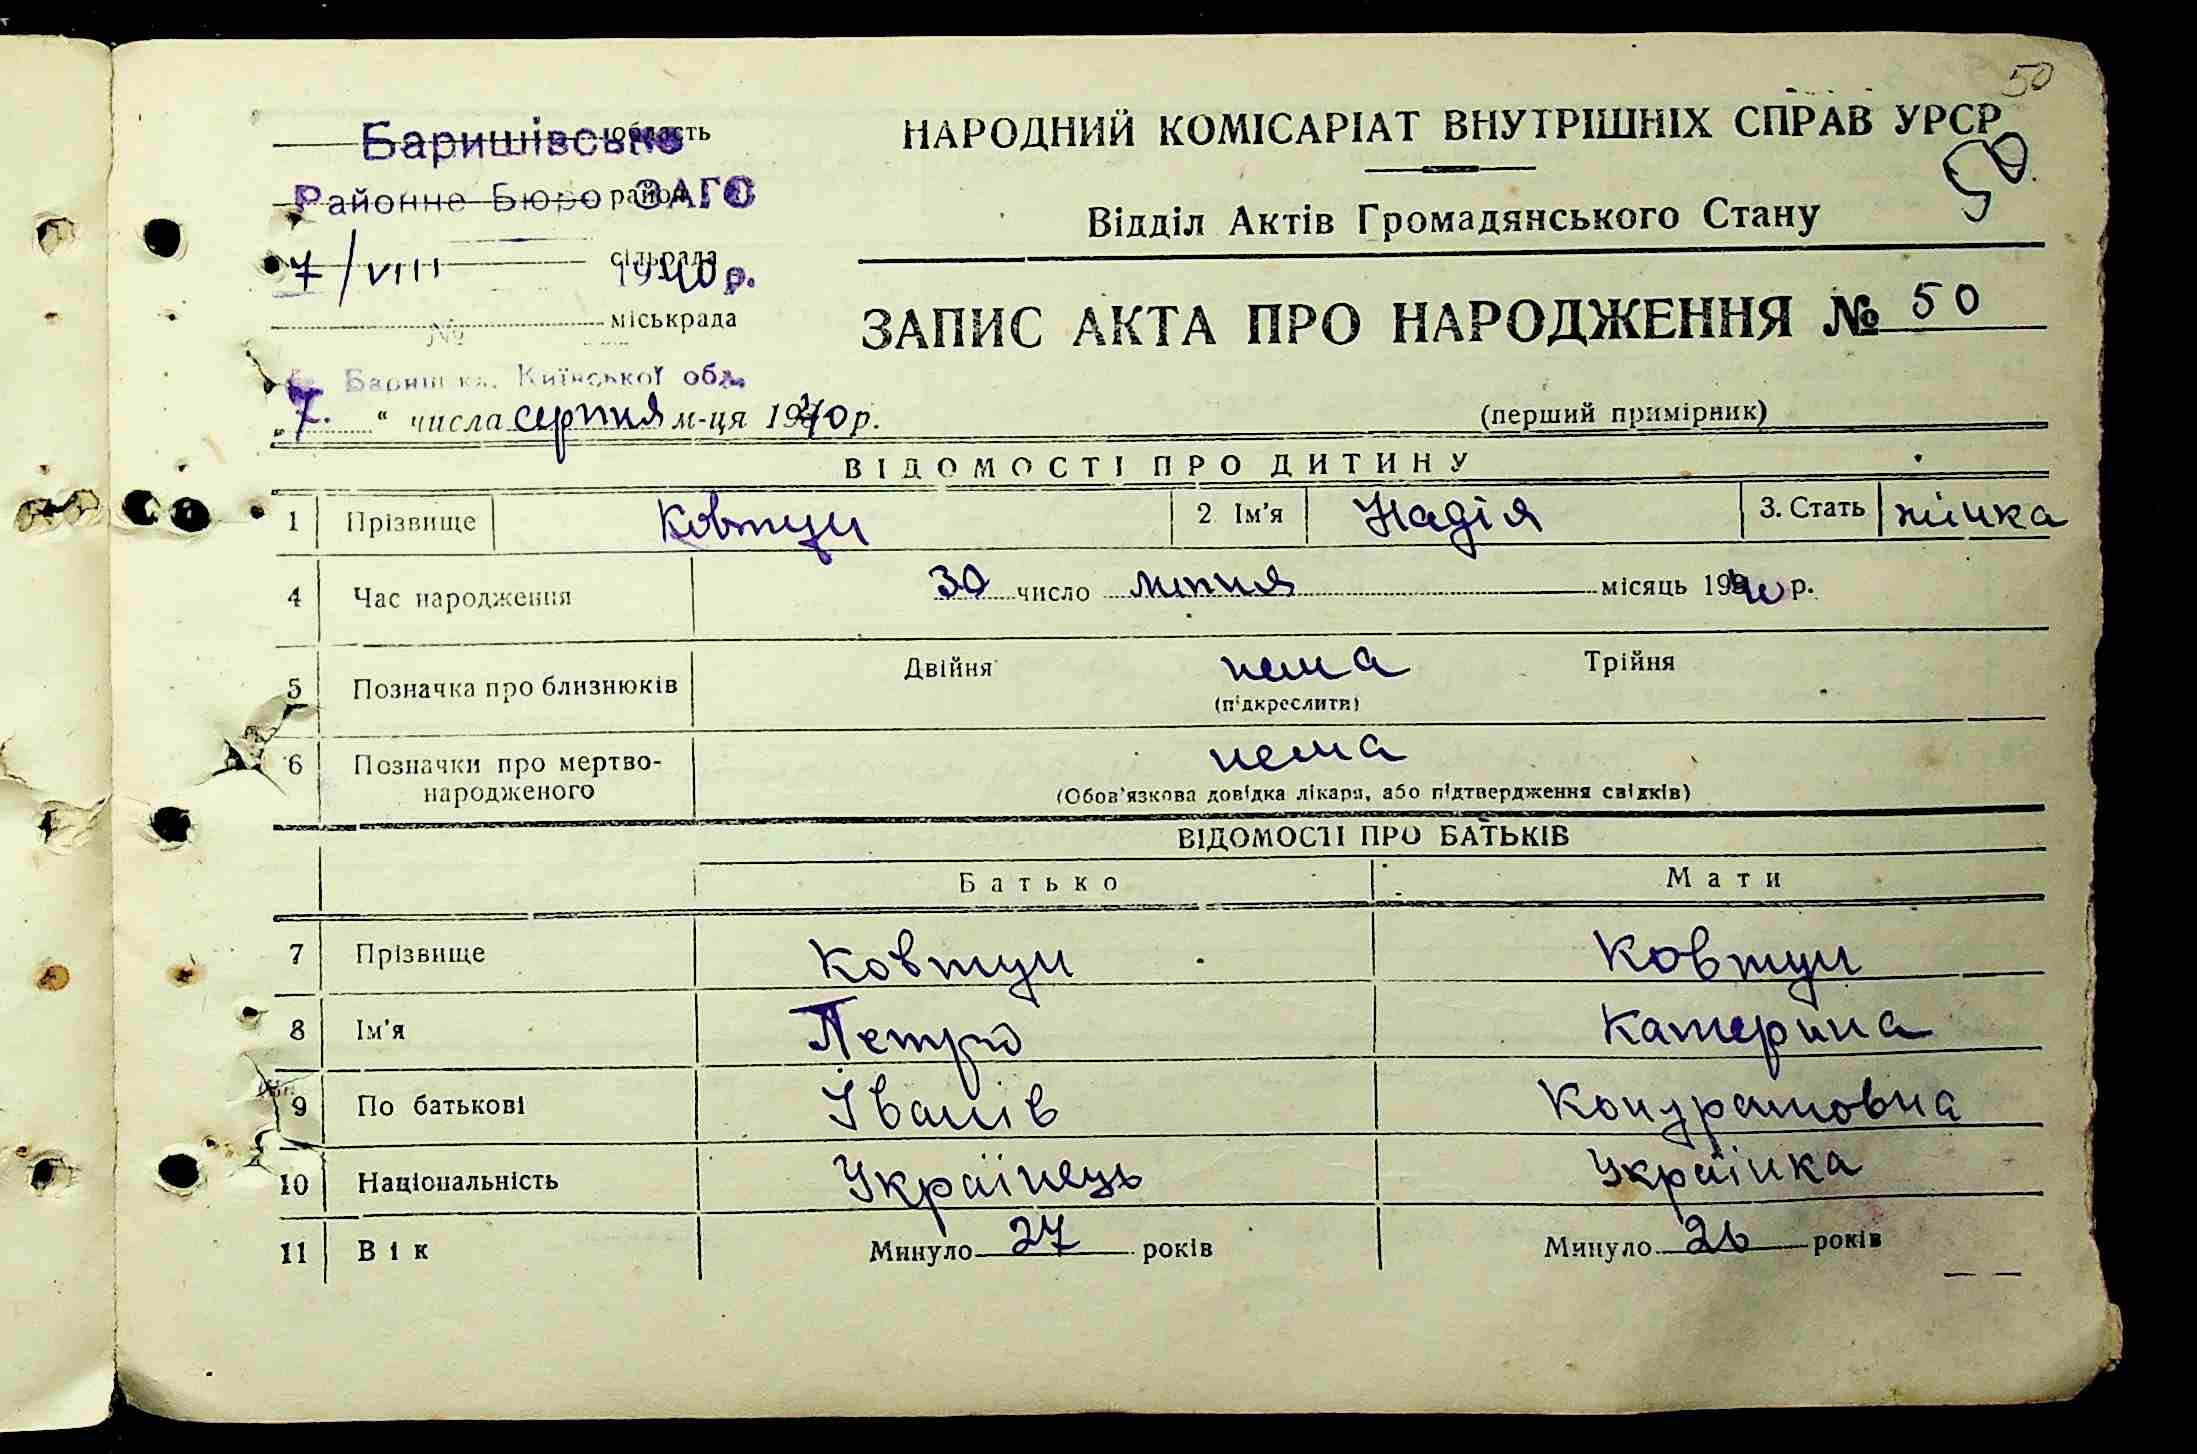 50
Баришівське область
Районне Бюро ЗАГС район
НАРОДНИЙ КОМІСАРІАТ ВНУТРІШНІХ СПРАВ УРСР
50
Відділ Актів Громадянського Стану
7/VIII сільрада 1940 р.
міськрада
№
ЗАПИС АКТА ПРО НАРОДЖЕННЯ № 50
Київської обл.
„7.“ числа серпня м-ця 1940 р.
(перший примірник)
ВІДОМОСТІ ПРО ДИТИНУ
1 Прізвище Ковтун 2 Ім'я Надія 3. Стать жінка
4 Час народження 30 число липня місяць 1940 р.
5 Позначка про близнюків Двійня нема Трійня
(підкреслити)
6 Позначки про мертво-
народженого нема
(Обов'язкова довідка лікаря, або підтвердження свідків)
ВІДОМОСТІ ПРО БАТЬКІВ
Батько Мати
7 Прізвище Ковтун Ковтун
8 Ім'я Петро Катерина
9 По батькові Іванів Кондратовна
10 Національність Українець Українка
11 Вік Минуло 27 років Минуло 26 років